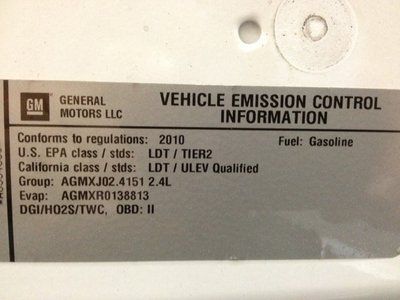 GM GENERAL MOTORS LLC
VEHICLE EMISSION CONTROL INFORMATION
Conforms to regulations: 2010 Fuel: Gasoline
U.S. EPA class / stds: LDT / TIER2
California class / stds: LDT / ULEV Qualified
Group: AGMXJ02.4151 2.4L
Evap: AGMXR0138813
DGI/HO2S/TWC, OBD: II